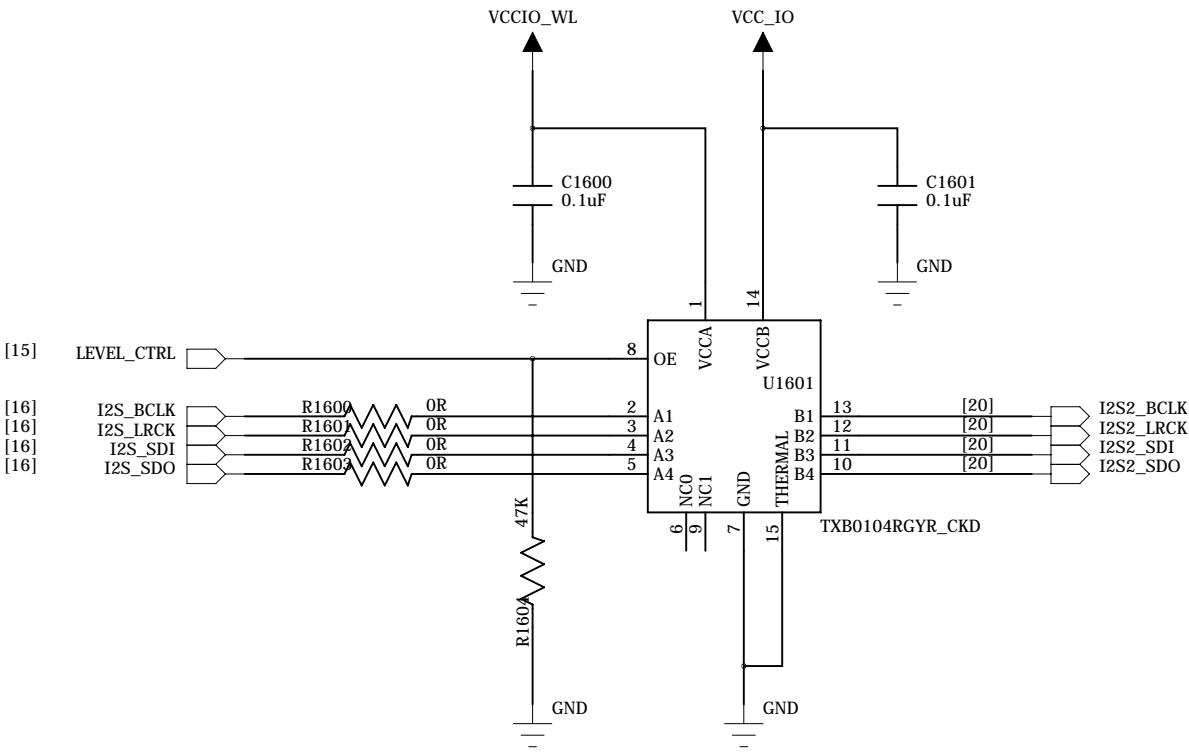 VCCIO_WL
VCC_IO
C1600
0.1uF
C1601
0.1uF
GND
GND
1
14
[15]
LEVEL_CTRL
8
OE
VCCA
VCCB
U1601
[16]
I2S_BCLK
R1600
0R
2
A1
B1
13
[20]
I2S2_BCLK
[16]
I2S_LRCK
R1601
0R
3
A2
B2
12
[20]
I2S2_LRCK
[16]
I2S_SDI
R1602
0R
4
A3
B3
11
[20]
I2S2_SDI
[16]
I2S_SDO
R1603
0R
5
A4
B4
10
[20]
I2S2_SDO
NC0
NC1
GND
THERMAL
6
9
7
15
TXB0104RGYR_CKD
47K
R1604
GND
GND